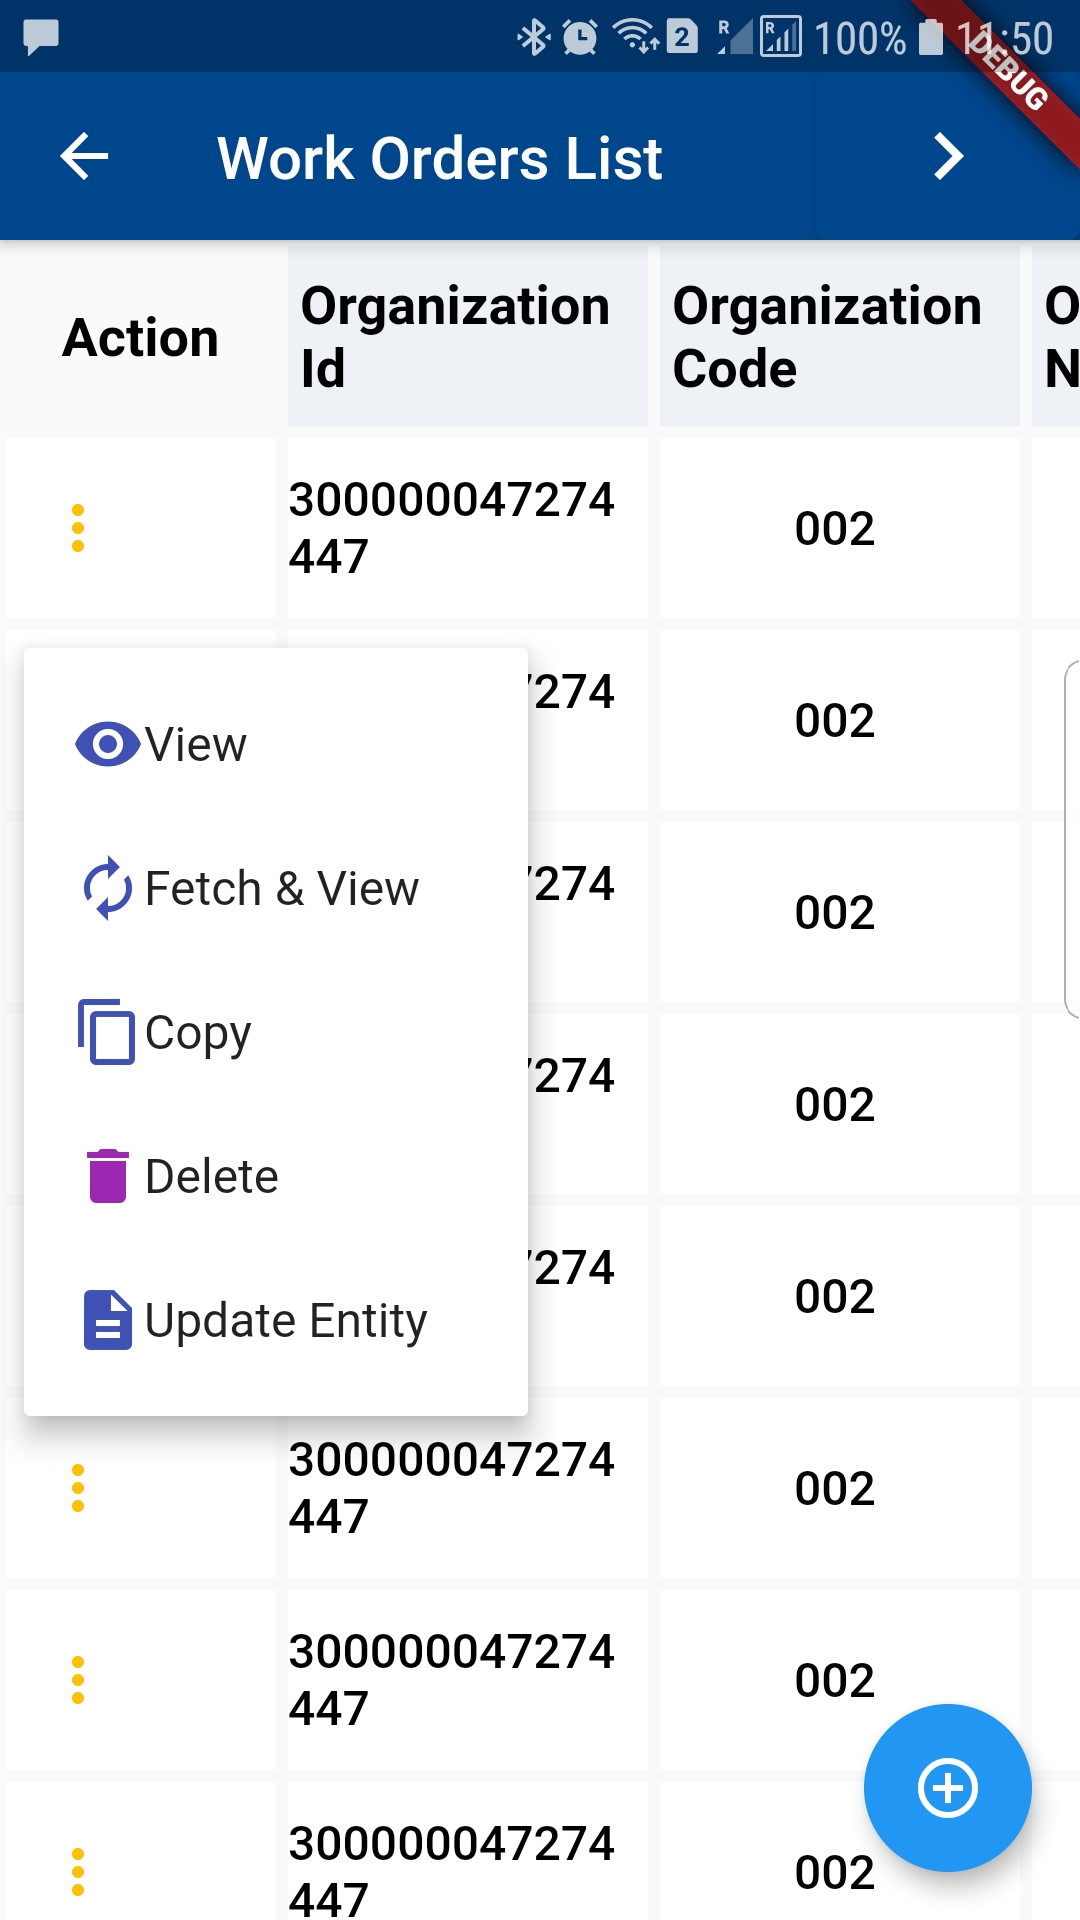 R R 2 100% 11:50
DEBUG
Work Orders List
Action
Organization
Id
Organization
Code
O
N
300000047274
447
002
274
002
274
002
274
002
274
002
View
Fetch & View
Copy
Delete
Update Entity
300000047274
447
002
300000047274
447
002
300000047274
447
002